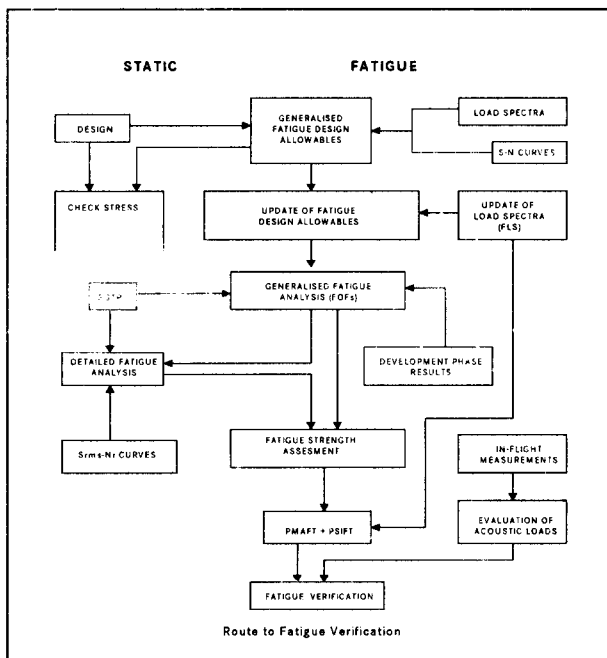 STATIC
FATIGUE
DESIGN
GENERALISED
FATIGUE DESIGN
ALLOWABLES
LOAD SPECTRA
S-N CURVES
CHECK STRESS
UPDATE OF FATIGUE
DESIGN ALLOWABLES
UPDATE OF
LOAD SPECTRA
(FLS)
GENERALISED FATIGUE
ANALYSIS (FQFs)
DETAILED FATIGUE
ANALYSIS
DEVELOPMENT PHASE
RESULTS
Srms-Nr CURVES
FATIGUE STRENGTH
ASSESMENT
IN-FLIGHT
MEASUREMENTS
PMAFT + PSIFT
EVALUATION OF
ACOUSTIC LOADS
FATIGUE VERIFICATION
Route to Fatigue Verification